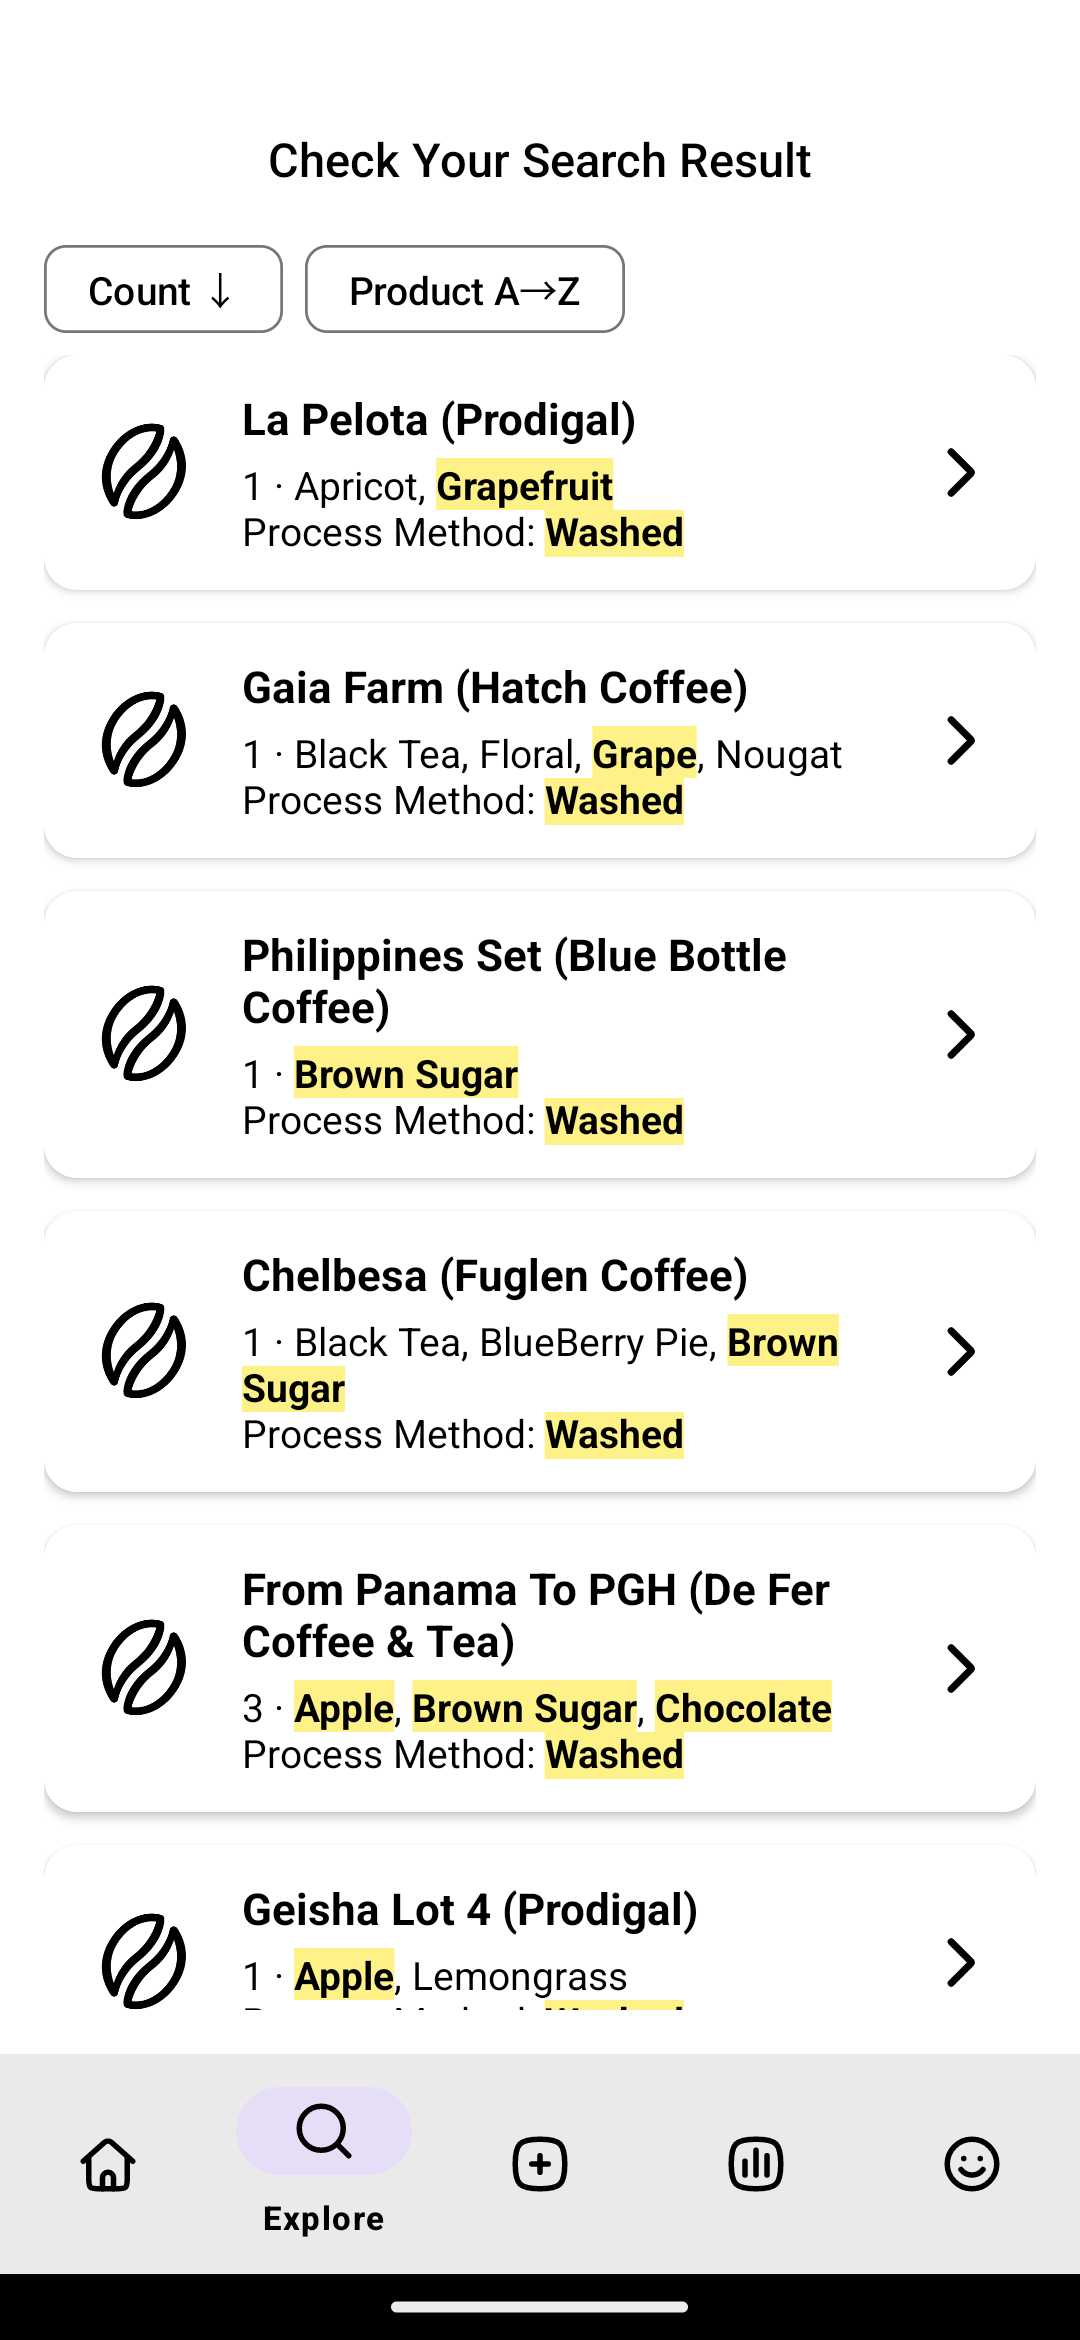 Check Your Search Result
Count ↓
Product A→Z
La Pelota (Prodigal)
1 · Apricot, Grapefruit
Process Method: Washed
Gaia Farm (Hatch Coffee)
1 · Black Tea, Floral, Grape, Nougat
Process Method: Washed
Philippines Set (Blue Bottle
Coffee)
1 · Brown Sugar
Process Method: Washed
Chelbesa (Fuglen Coffee)
1 · Black Tea, BlueBerry Pie, Brown
Sugar
Process Method: Washed
From Panama To PGH (De Fer
Coffee & Tea)
3 · Apple, Brown Sugar, Chocolate
Process Method: Washed
Geisha Lot 4 (Prodigal)
1 · Apple, Lemongrass
Explore